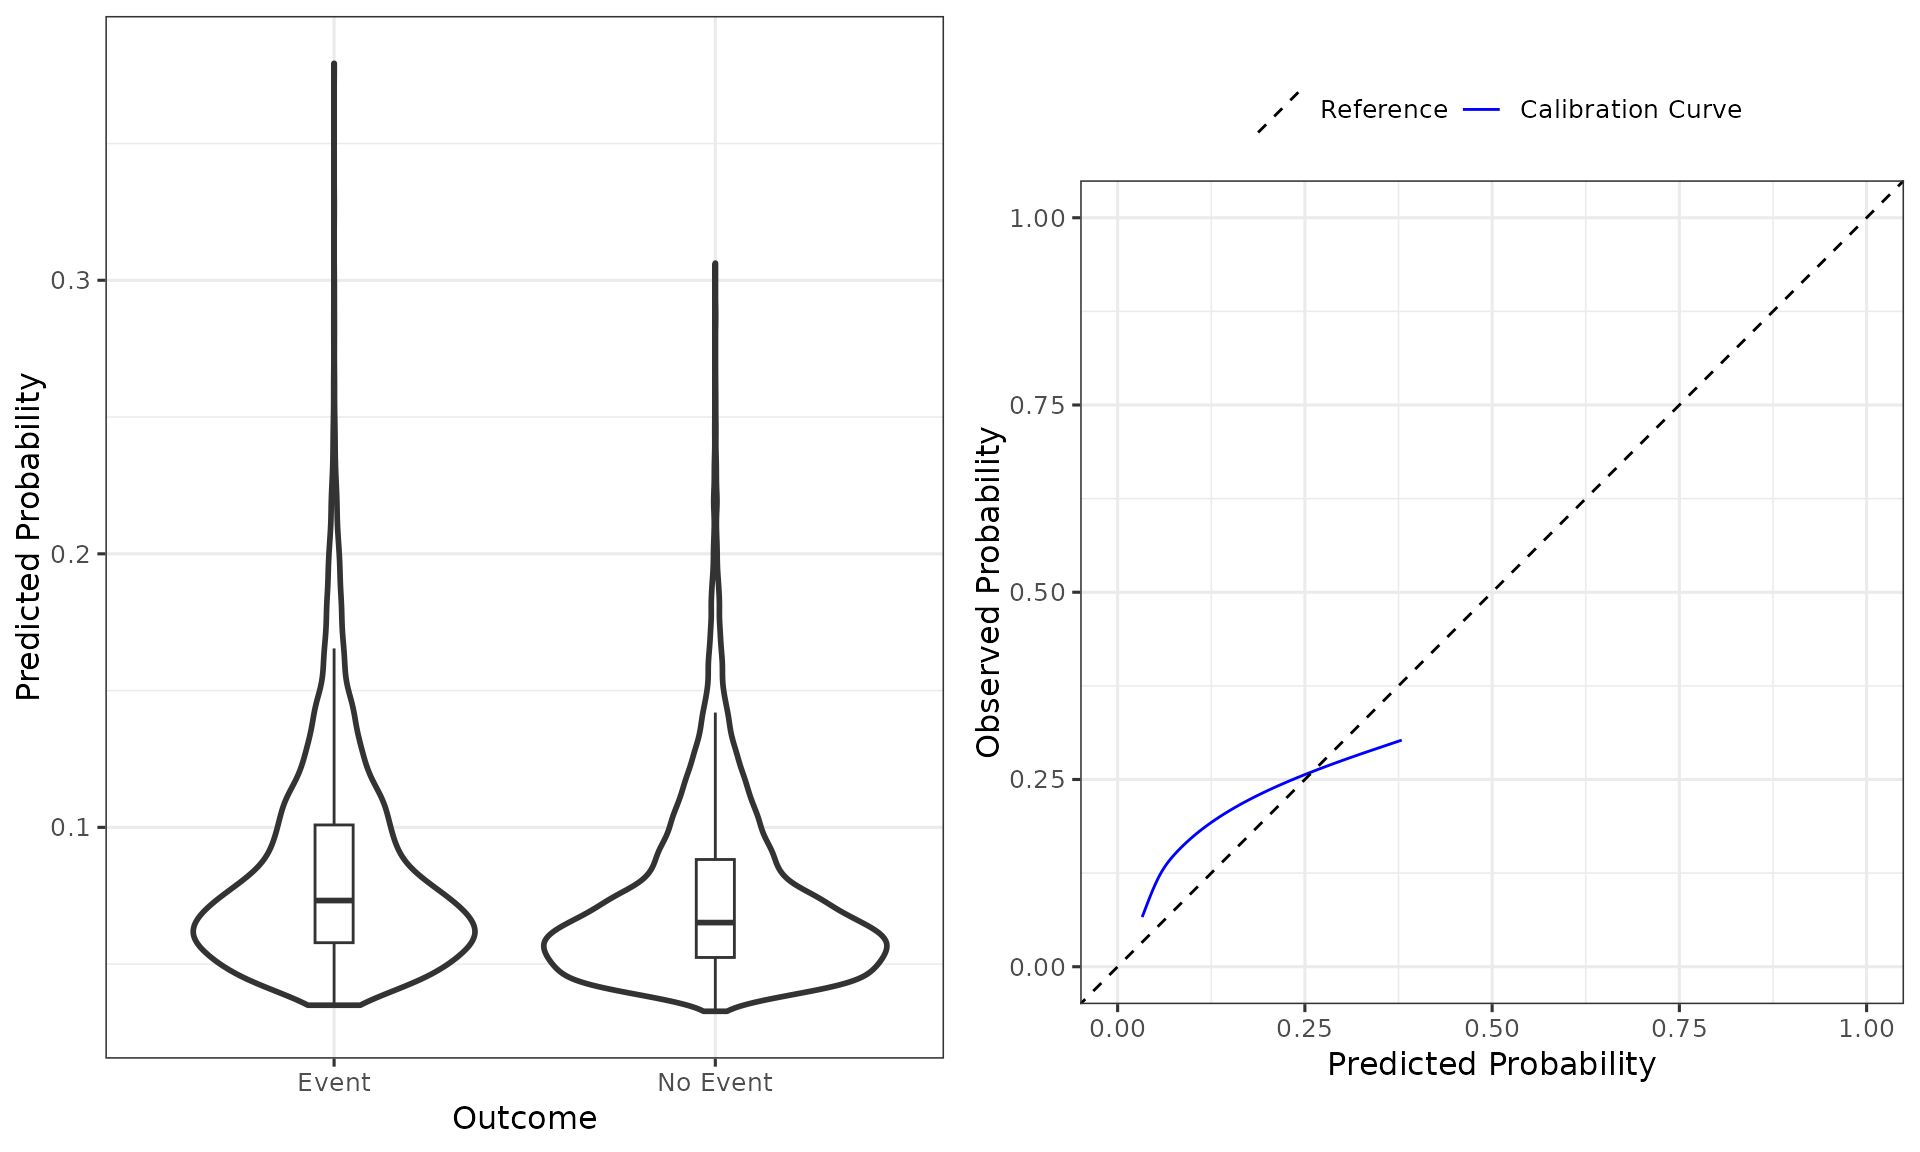 Predicted Probability
0.3
0.2
0.1
Event
No Event
Outcome
Reference
Calibration Curve
Observed Probability
1.00
0.75
0.50
0.25
0.00
0.00
0.25
0.50
0.75
1.00
Predicted Probability